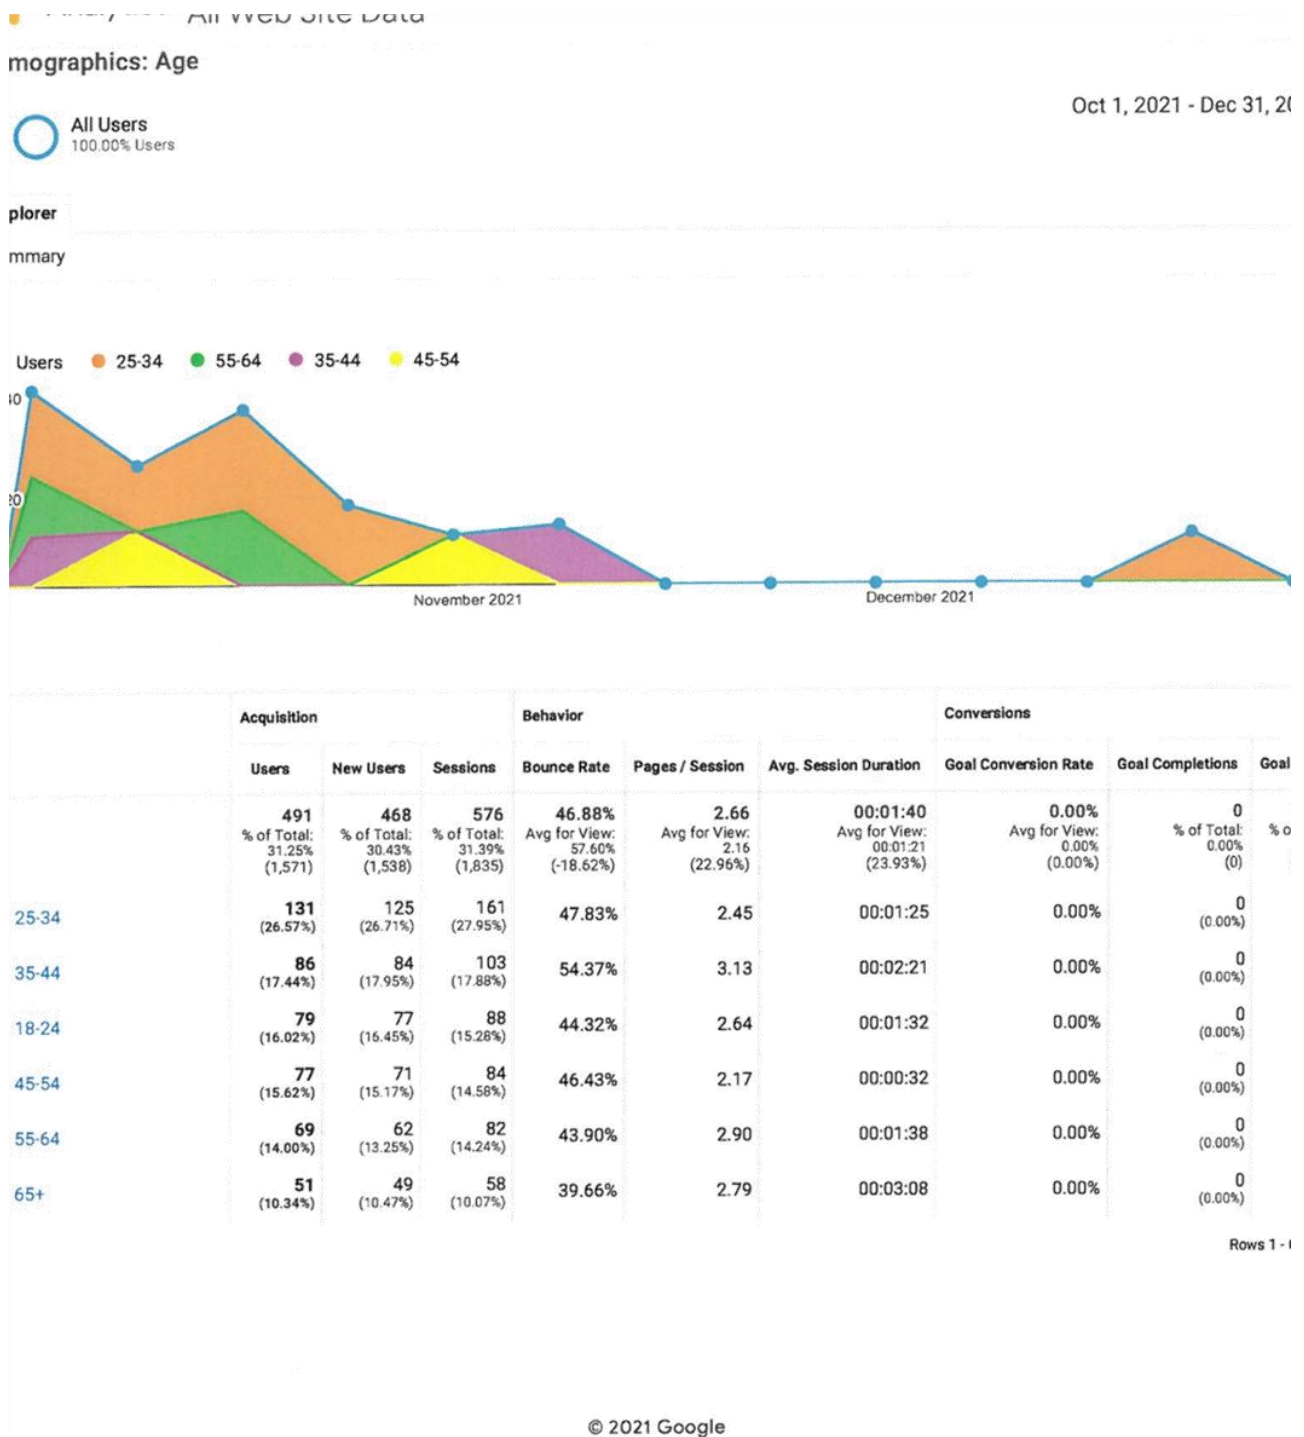 All Web Site Data
mographics: Age
Oct 1, 2021 - Dec 31, 20
All Users
100.00% Users
plorer
mmary
Users 25-34 55-64 35-44 45-54
40
20
November 2021 December 2021
Acquisition Behavior Conversions
Users New Users Sessions Bounce Rate Pages / Session Avg. Session Duration Goal Conversion Rate Goal Completions Goal
491 468 576 46.88% 2.66 00:01:40 0.00% 0
% of Total: % of Total: % of Total: Avg for View: Avg for View: Avg for View: Avg for View: % of Total: % o
31.25% 30.43% 31.39% 57.60% 2.16 00:01:21 0.00% 0.00%
(1,571) (1,538) (1,835) (-18.62%) (22.96%) (23.93%) (0.00%) (0)
25-34 131 125 161 47.83% 2.45 00:01:25 0.00% 0
(26.57%) (26.71%) (27.95%) (0.00%)
35-44 86 84 103 54.37% 3.13 00:02:21 0.00% 0
(17.44%) (17.95%) (17.88%) (0.00%)
18-24 79 77 88 44.32% 2.64 00:01:32 0.00% 0
(16.02%) (16.45%) (15.28%) (0.00%)
45-54 77 71 84 46.43% 2.17 00:00:32 0.00% 0
(15.62%) (15.17%) (14.58%) (0.00%)
55-64 69 62 82 43.90% 2.90 00:01:38 0.00% 0
(14.00%) (13.25%) (14.24%) (0.00%)
65+ 51 49 58 39.66% 2.79 00:03:08 0.00% 0
(10.34%) (10.47%) (10.07%) (0.00%)
Rows 1 -
© 2021 Google